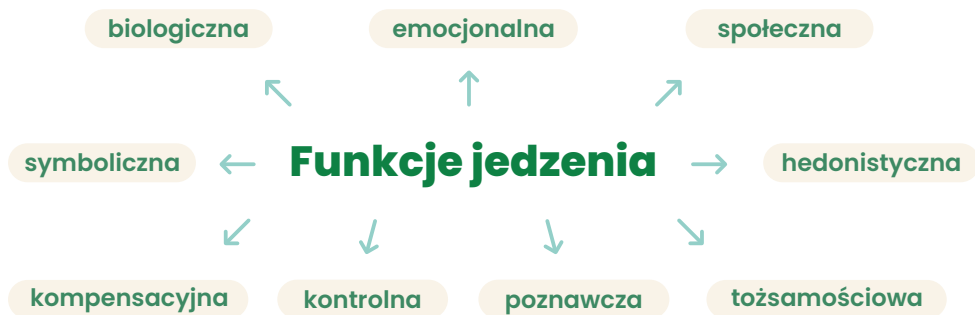 biologiczna
emocjonalna
społeczna
symboliczna
Funkcje jedzenia
hedonistyczna
kompensacyjna
kontrolna
poznawcza
tożsamościowa